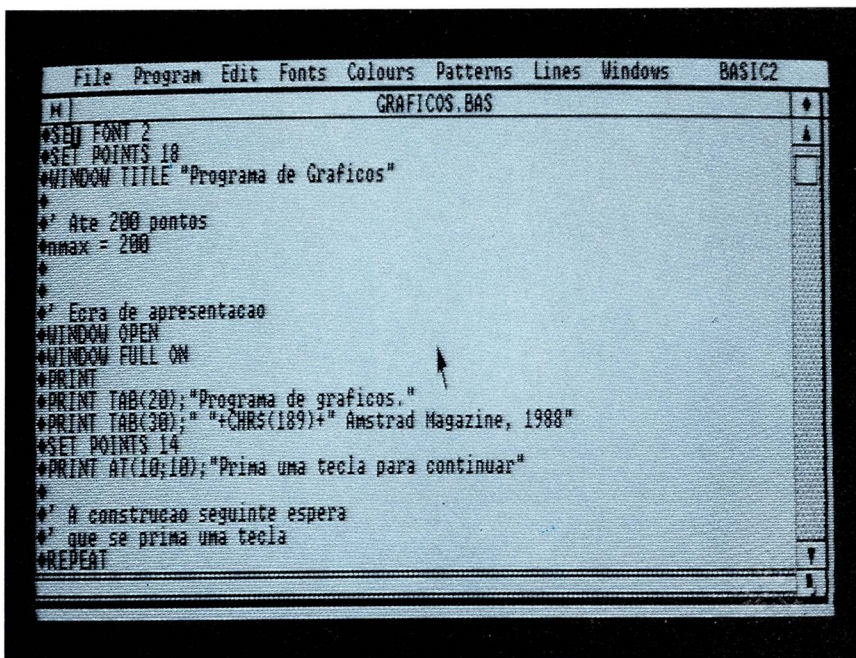 File Program Edit Fonts Colours Patterns Lines Windows BASIC2
GRAFICOS.BAS
♦SET FONT 2
♦SET POINTS 18
♦WINDOW TITLE "Programa de Graficos"
♦
♦' Ate 200 pontos
♦nmax = 200
♦
♦
♦' Ecra de apresentacao
♦WINDOW OPEN
♦WINDOW FULL ON
♦PRINT
♦PRINT TAB(20);"Programa de graficos."
♦PRINT TAB(30);" "+CHR$(189)+" Amstrad Magazine, 1988"
♦SET POINTS 14
♦PRINT AT(10;10);"Prima uma tecla para continuar"
♦
♦' A construcao seguinte espera
♦' que se prima uma tecla
♦REPEAT